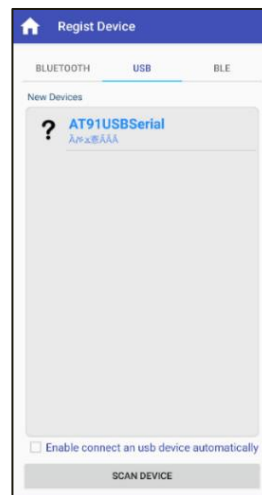 Regist Device
BLUETOOTH USB BLE
New Devices
? AT91USBSerial
Enable connect an usb device automatically
SCAN DEVICE